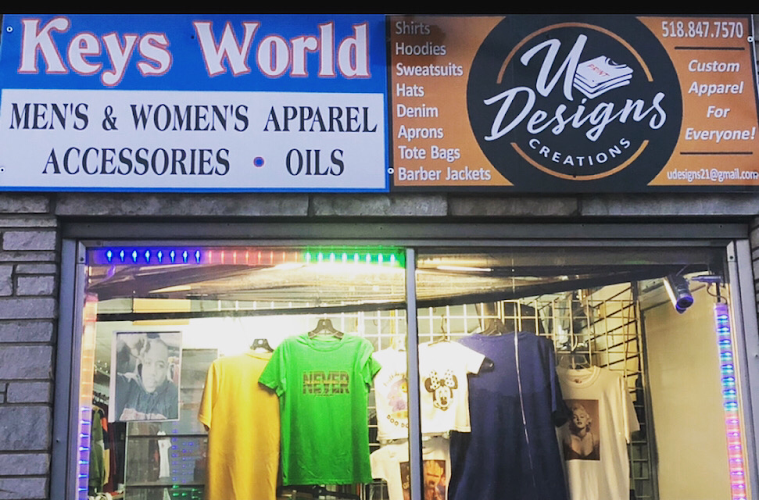 Keys World
MEN'S & WOMEN'S APPAREL
ACCESSORIES • OILS
Shirts
Hoodies
Sweatsuits
Hats
Denim
Aprons
Tote Bags
Barber Jackets
U
PRINT
Designs
CREATIONS
518.847.7570
Custom
Apparel
For
Everyone!
udesigns21@gmail.com
NEVER